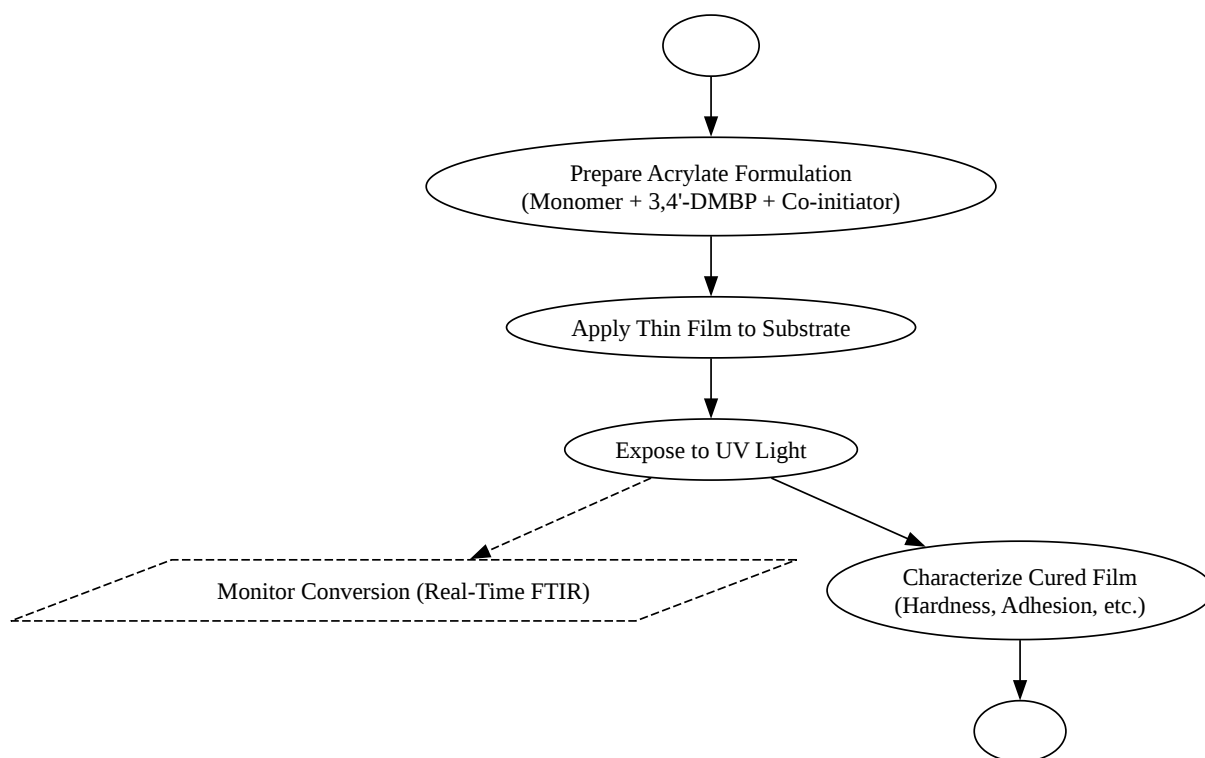 Prepare Acrylate Formulation
(Monomer + 3,4'-DMBP + Co-initiator)
Apply Thin Film to Substrate
Expose to UV Light
Monitor Conversion (Real-Time FTIR)
Characterize Cured Film
(Hardness, Adhesion, etc.)